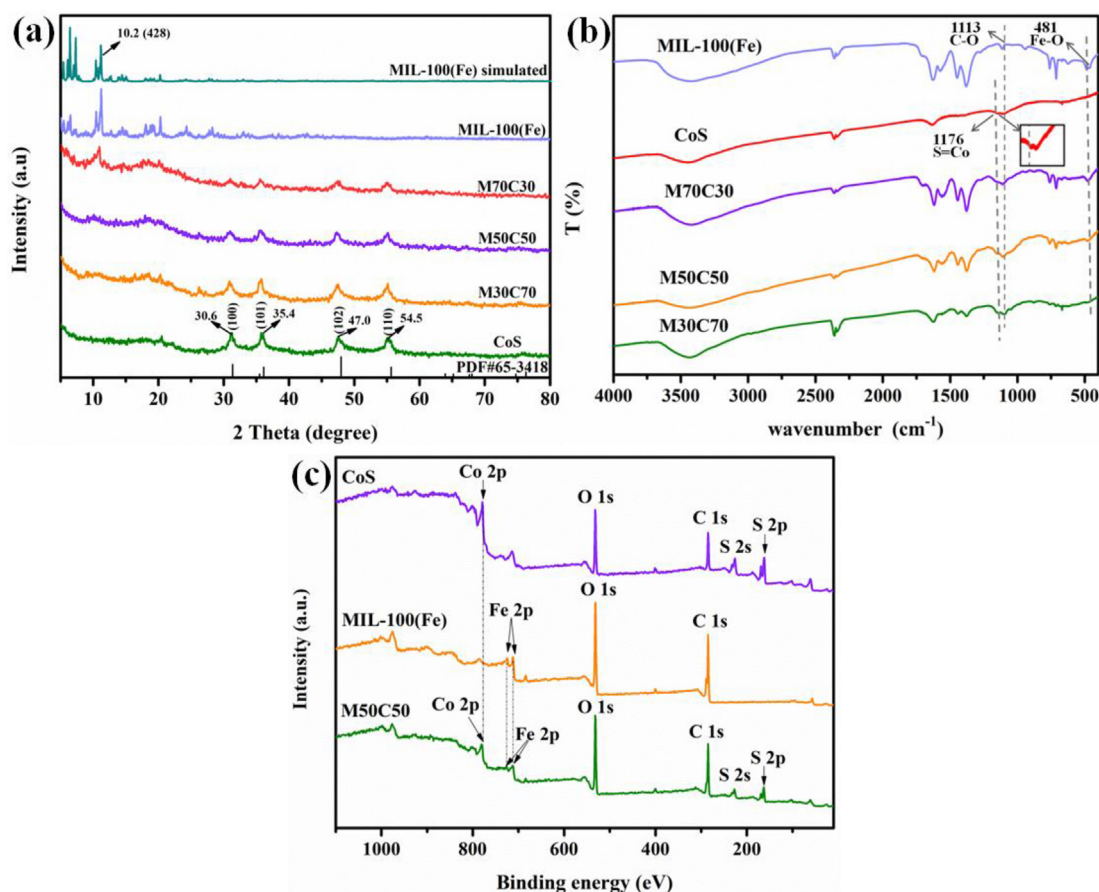 (a)
10.2 (428)
MIL-100(Fe) simulated
MIL-100(Fe)
M70C30
M50C50
M30C70
30.6
(100)
(101)
35.4
(102)
47.0
(110)
54.5
CoS
PDF#65-3418
10 20 30 40 50 60 70 80
2 Theta (degree)
Intensity (a.u)
(b)
1113
C-O
481
Fe-O
MIL-100(Fe)
CoS
1176
S=Co
M70C30
M50C50
M30C70
4000 3500 3000 2500 2000 1500 1000 500
wavenumber (cm-1)
T (%)
(c)
CoS
Co 2p
O 1s
C 1s
S 2s
S 2p
MIL-100(Fe)
Fe 2p
O 1s
C 1s
M50C50
Co 2p
Fe 2p
O 1s
C 1s
S 2s
S 2p
1000 800 600 400 200
Binding energy (eV)
Intensity (a.u.)